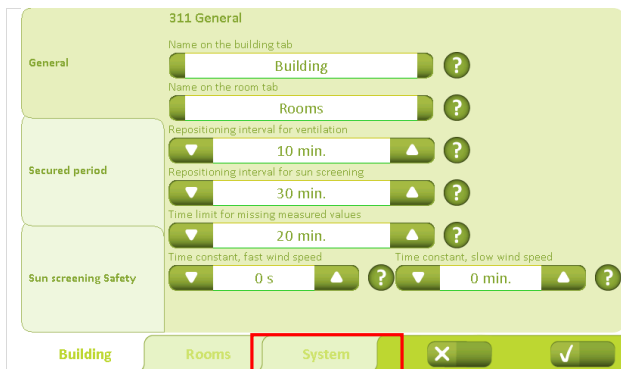 311 General
General
Name on the building tab
Building
?
Name on the room tab
Rooms
?
Repositioning interval for ventilation
10 min.
?
Secured period
Repositioning interval for sun screening
30 min.
?
Time limit for missing measured values
20 min.
?
Sun screening Safety
Time constant, fast wind speed
Time constant, slow wind speed
0 s
?
0 min.
?
Building
Rooms
System